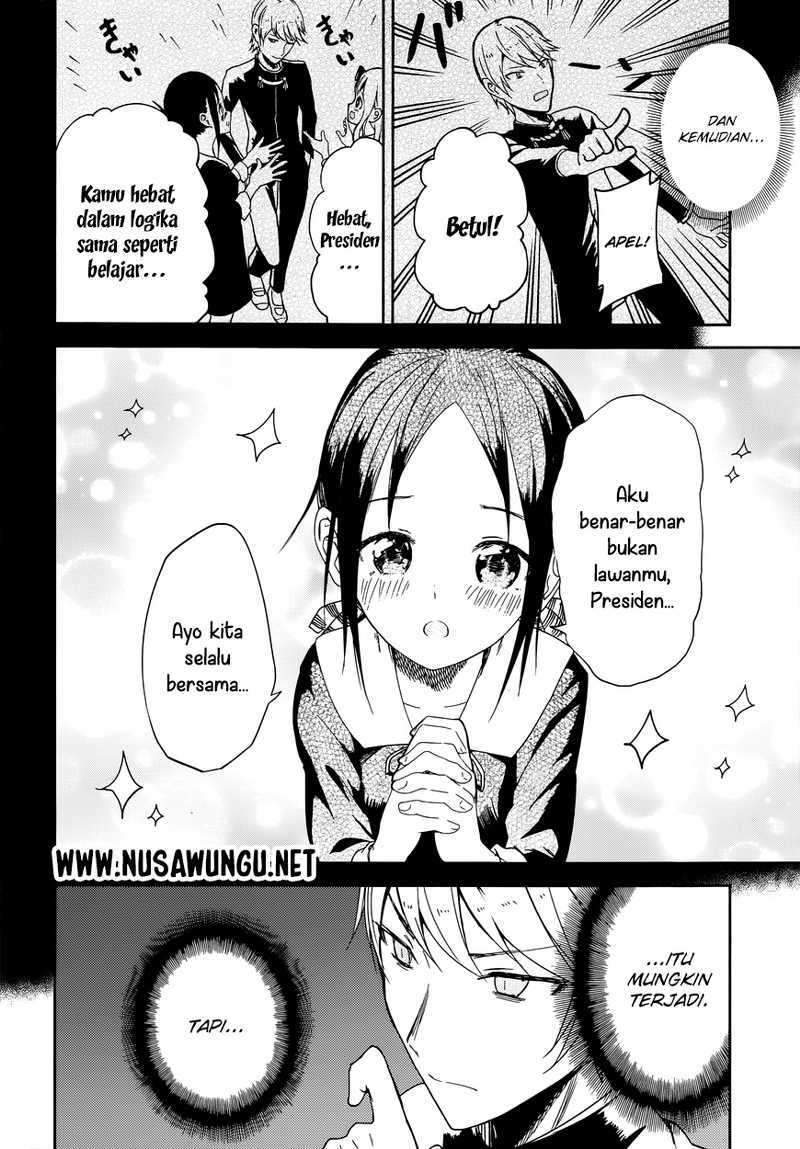 DAN
KEMUDIAN...
APEL!
Betul!
きゃい
きゃい
Hebat,
Presiden
...
Kamu hebat
dalam logika
sama seperti
belajar...
Aku
benar-benar
bukan
lawanmu,
Presiden...
Ayo kita
selalu
bersama...
WWW.NUSAWUNGU.NET
...ITU
MUNGKIN
TERJADI.
TAPI...